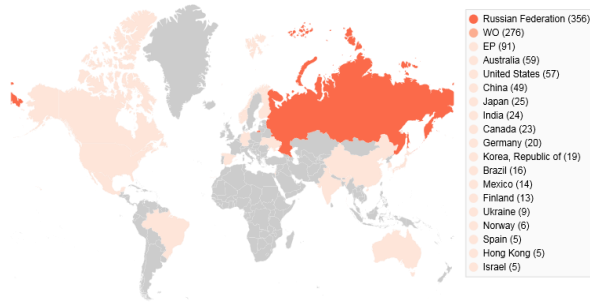 Russian Federation (356)
WO (276)
EP (91)
Australia (59)
United States (57)
China (49)
Japan (25)
India (24)
Canada (23)
Germany (20)
Korea, Republic of (19)
Brazil (16)
Mexico (14)
Finland (13)
Ukraine (9)
Norway (6)
Spain (5)
Hong Kong (5)
Israel (5)